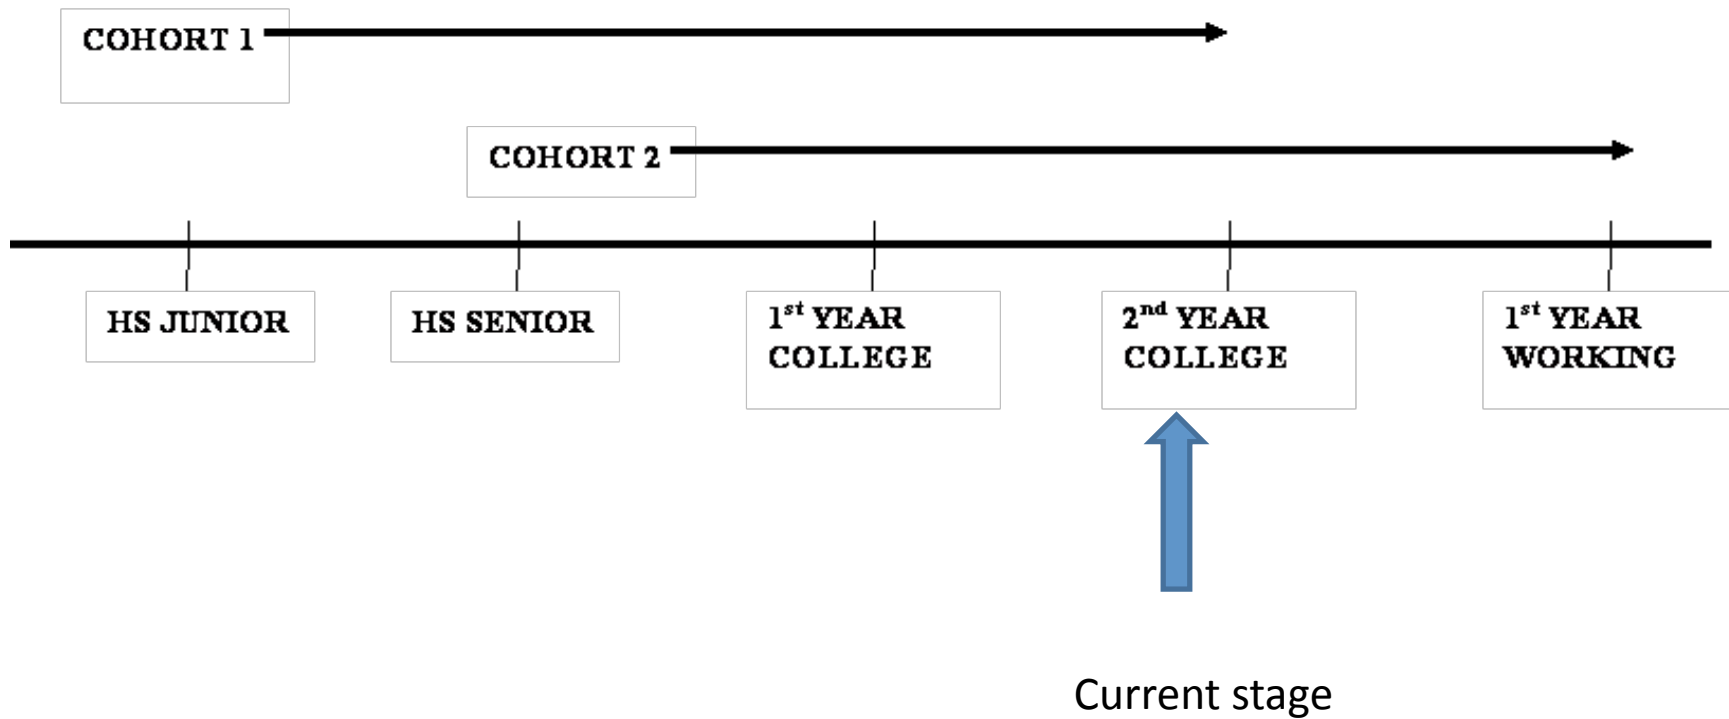 COHORT 1
COHORT 2
HS JUNIOR
HS SENIOR
1st YEAR
COLLEGE
2nd YEAR
COLLEGE
1st YEAR
WORKING
Current stage